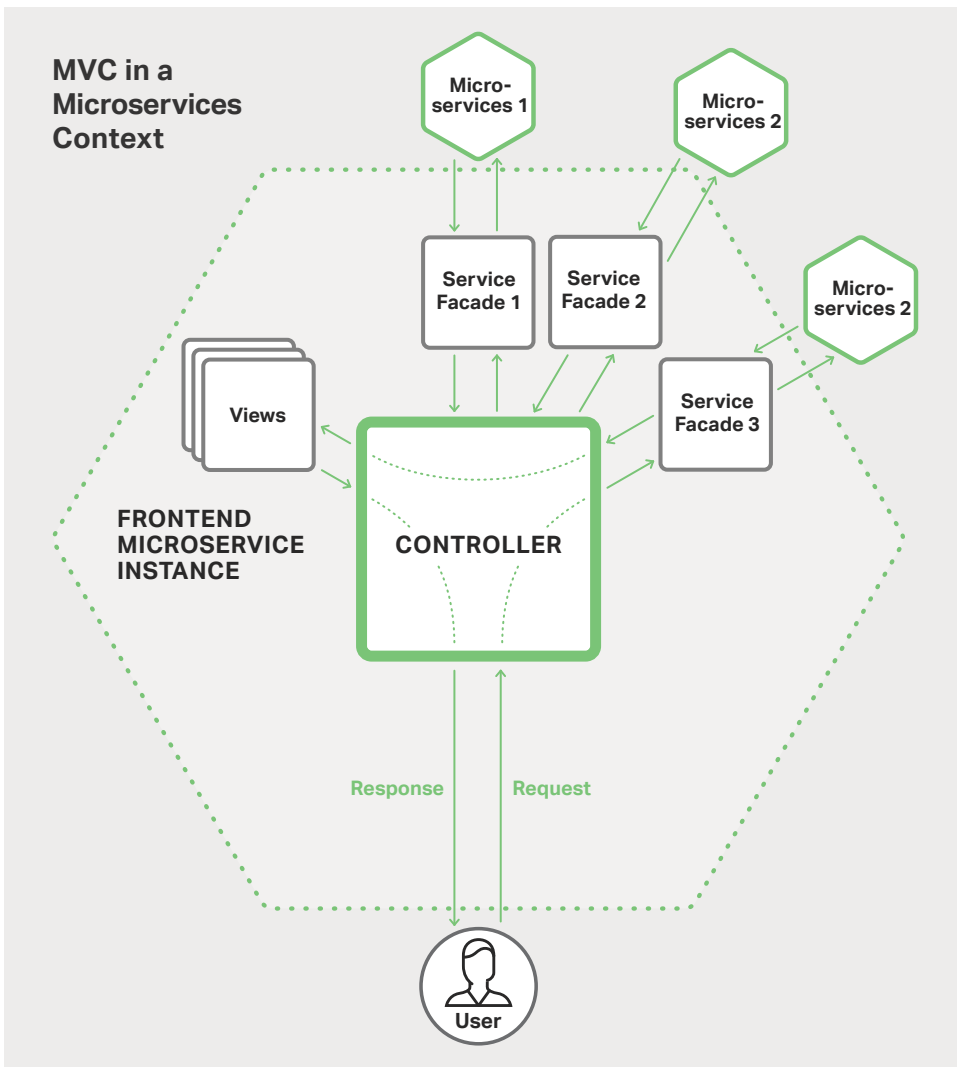 MVC in a
Microservices
Context
Micro-
services 1
Micro-
services 2
Micro-
services 2
Service
Facade 1
Service
Facade 2
Service
Facade 3
Views
FRONTEND
MICROSERVICE
INSTANCE
CONTROLLER
Response
Request
User